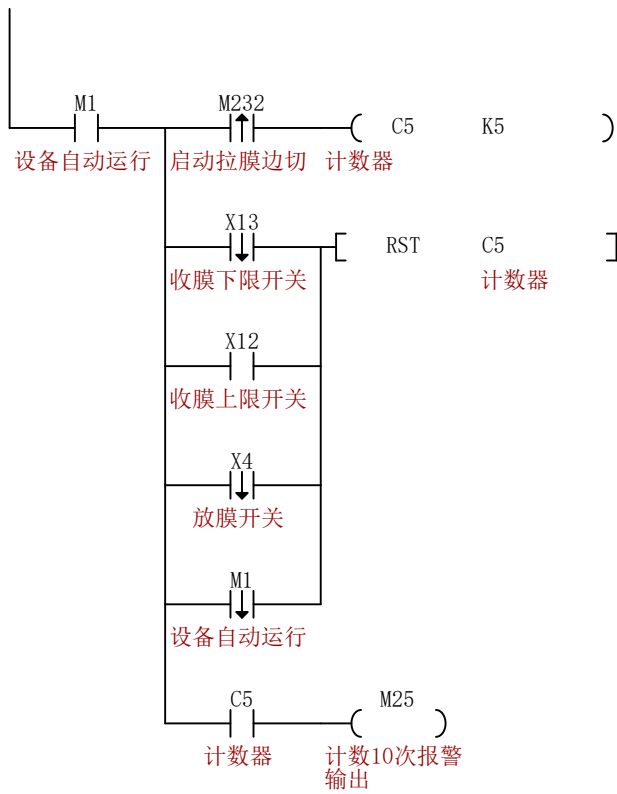 M1
M232
C5 K5
设备自动运行
启动拉膜边切
计数器
X13
RST C5
收膜下限开关
计数器
X12
收膜上限开关
X4
放膜开关
M1
设备自动运行
C5
M25
计数器
计数10次报警
输出